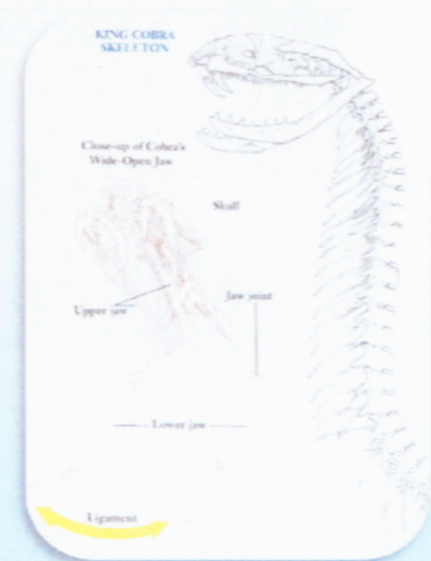 KING COBRA
SKELETON
Close-up of Cobra's
Wide-Open Jaw
Skull
Upper jaw
Jaw joint
Lower jaw
Ligament